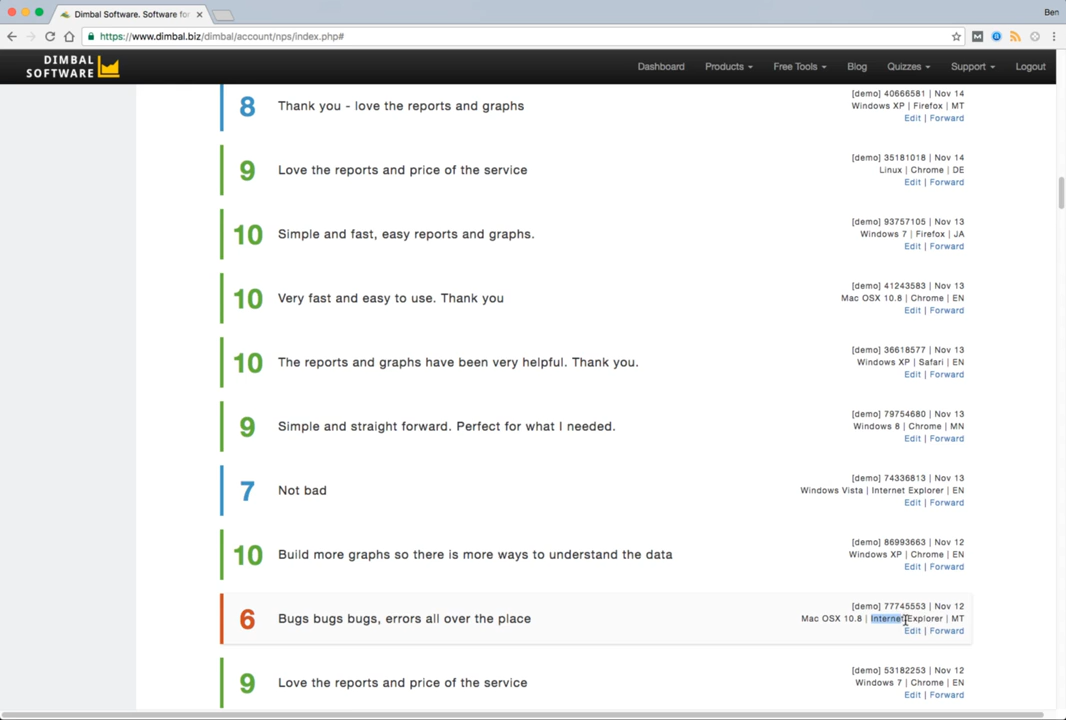 Dimbal Software. Software for
Ben
https://www.dimbal.biz/dimbal/account/nps/index.php#
DIMBAL
SOFTWARE
Dashboard Products Free Tools Blog Quizzes Support Logout
[demo] 40666581 | Nov 14
8 Thank you - love the reports and graphs Windows XP | Firefox | MT
Edit | Forward
[demo] 35181018 | Nov 14
9 Love the reports and price of the service Linux | Chrome | DE
Edit | Forward
[demo] 93757105 | Nov 13
10 Simple and fast, easy reports and graphs. Windows 7 | Firefox | JA
Edit | Forward
[demo] 41243583 | Nov 13
10 Very fast and easy to use. Thank you Mac OSX 10.8 | Chrome | EN
Edit | Forward
[demo] 36618577 | Nov 13
10 The reports and graphs have been very helpful. Thank you. Windows XP | Safari | EN
Edit | Forward
[demo] 79754680 | Nov 13
9 Simple and straight forward. Perfect for what I needed. Windows 8 | Chrome | MN
Edit | Forward
[demo] 74336813 | Nov 13
7 Not bad Windows Vista | Internet Explorer | EN
Edit | Forward
[demo] 86993663 | Nov 12
10 Build more graphs so there is more ways to understand the data Windows XP | Chrome | EN
Edit | Forward
[demo] 77745553 | Nov 12
6 Bugs bugs bugs, errors all over the place Mac OSX 10.8 | Internet Explorer | MT
Edit | Forward
[demo] 53182253 | Nov 12
9 Love the reports and price of the service Windows 7 | Chrome | EN
Edit | Forward